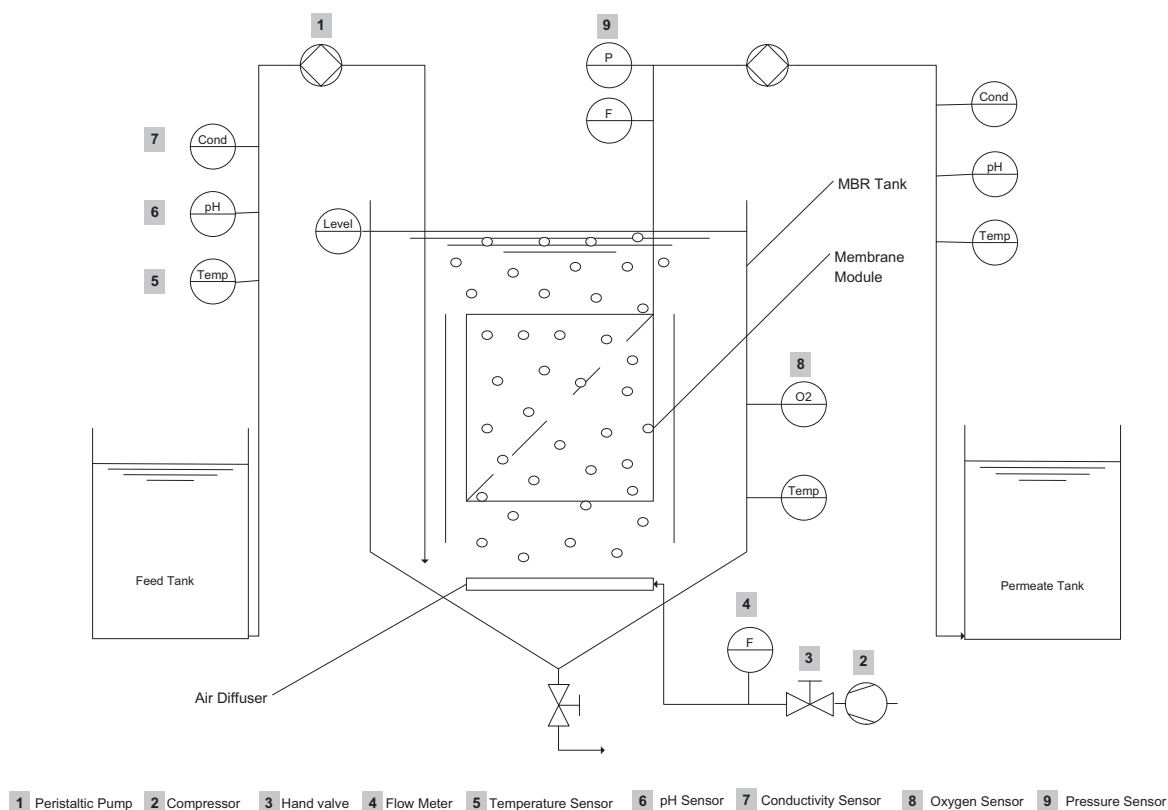 1
9
P
Cond
F
7
Cond
pH
MBR Tank
6
pH
Level
Temp
Membrane
Module
5
Temp
8
O2
Temp
Feed Tank
Permeate Tank
4
F
3
2
Air Diffuser
1 Peristaltic Pump 2 Compressor 3 Hand valve 4 Flow Meter 5 Temperature Sensor 6 pH Sensor 7 Conductivity Sensor 8 Oxygen Sensor 9 Pressure Sensor